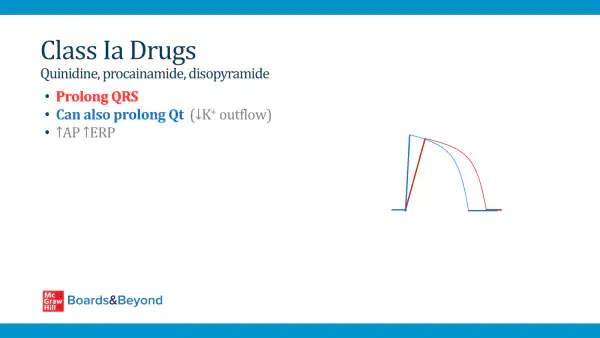 Class Ia Drugs
Quinidine, procainamide, disopyramide
• Prolong QRS
• Can also prolong Qt (↓K⁺ outflow)
• ↑AP ↑ERP
Mc
Graw
Hill
Boards&Beyond